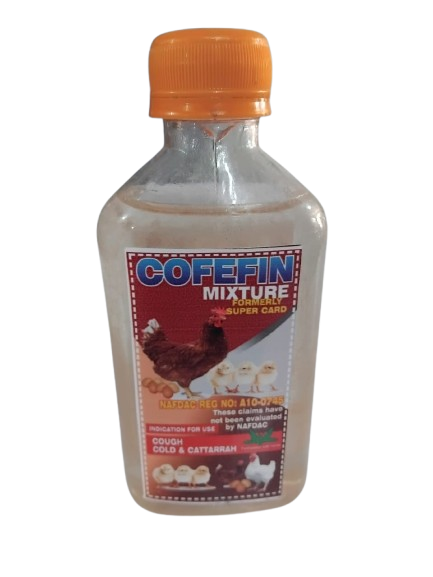 COFEFIN
MIXTURE
FORMERLY
SUPER CARD
NAFDAC REG NO: A10-0748
These claims have
not been evaluated
by NAFDAC
INDICATION FOR USE
COUGH
COLD & CATTARRAH